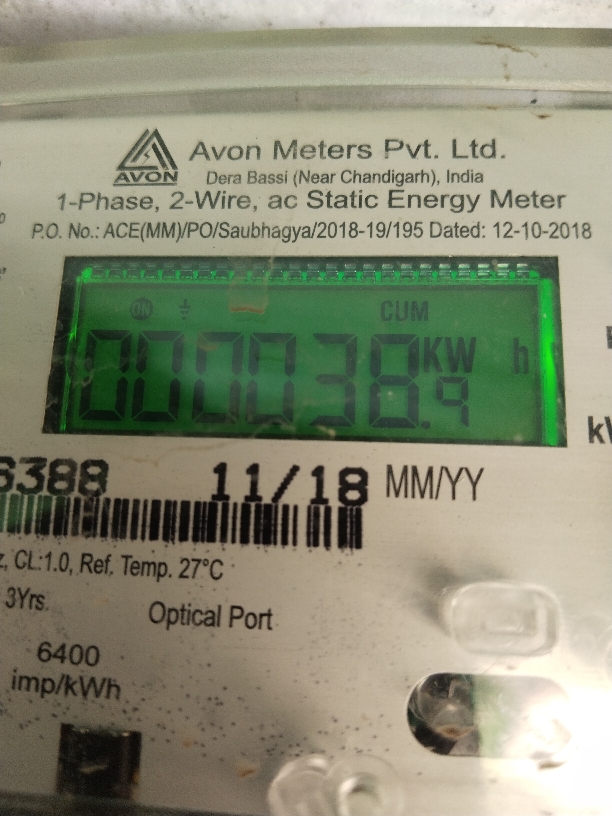 AVON
Avon Meters Pvt. Ltd.
Dera Bassi (Near Chandigarh), India
1-Phase, 2-Wire, ac Static Energy Meter
P.O. No.: ACE(MM)/PO/Saubhagya/2018-19/195 Dated: 12-10-2018
ON CUM
000038.9 KW h
6388 11/18 MM/YY
CL:1.0, Ref. Temp. 27°C
3Yrs.
Optical Port
6400
imp/kWh